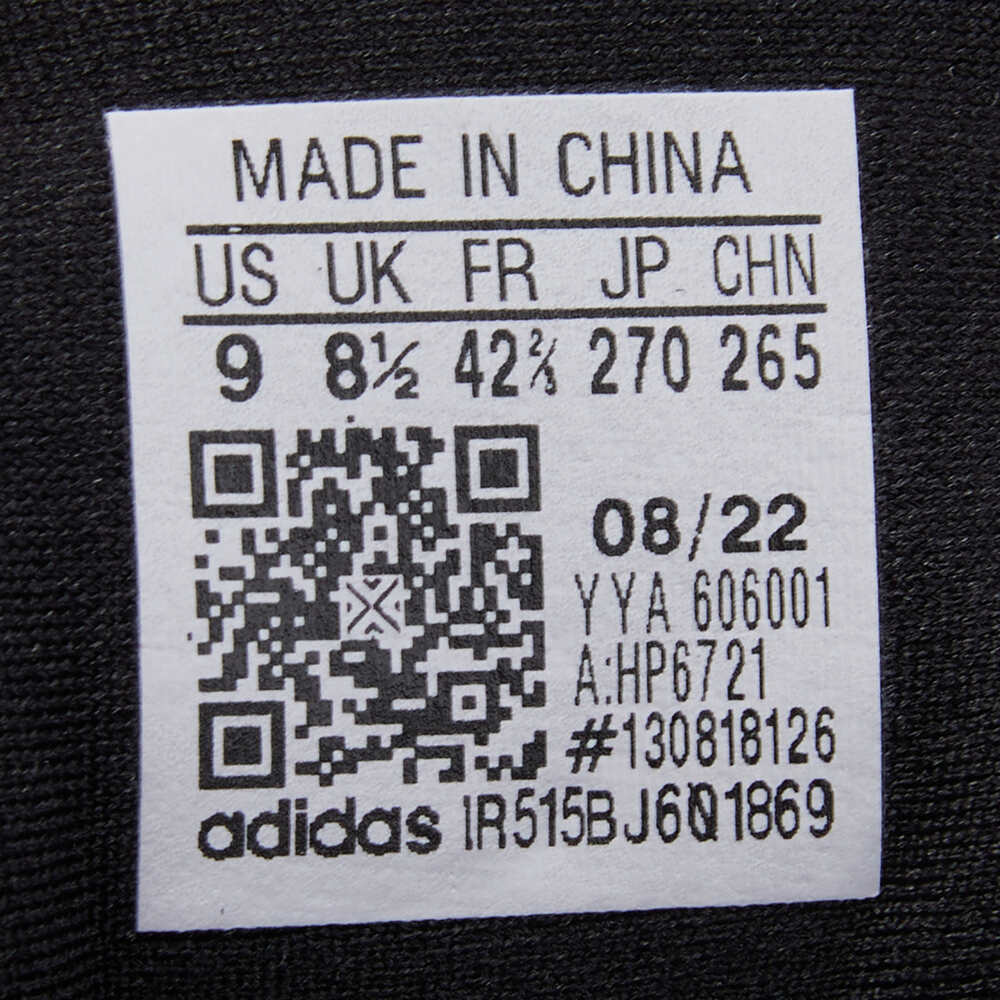 MADE IN CHINA
US UK FR JP CHN
9 8½ 42⅔ 270 265
08/22
YYA 606001
A:HP6721
#130818126
adidas